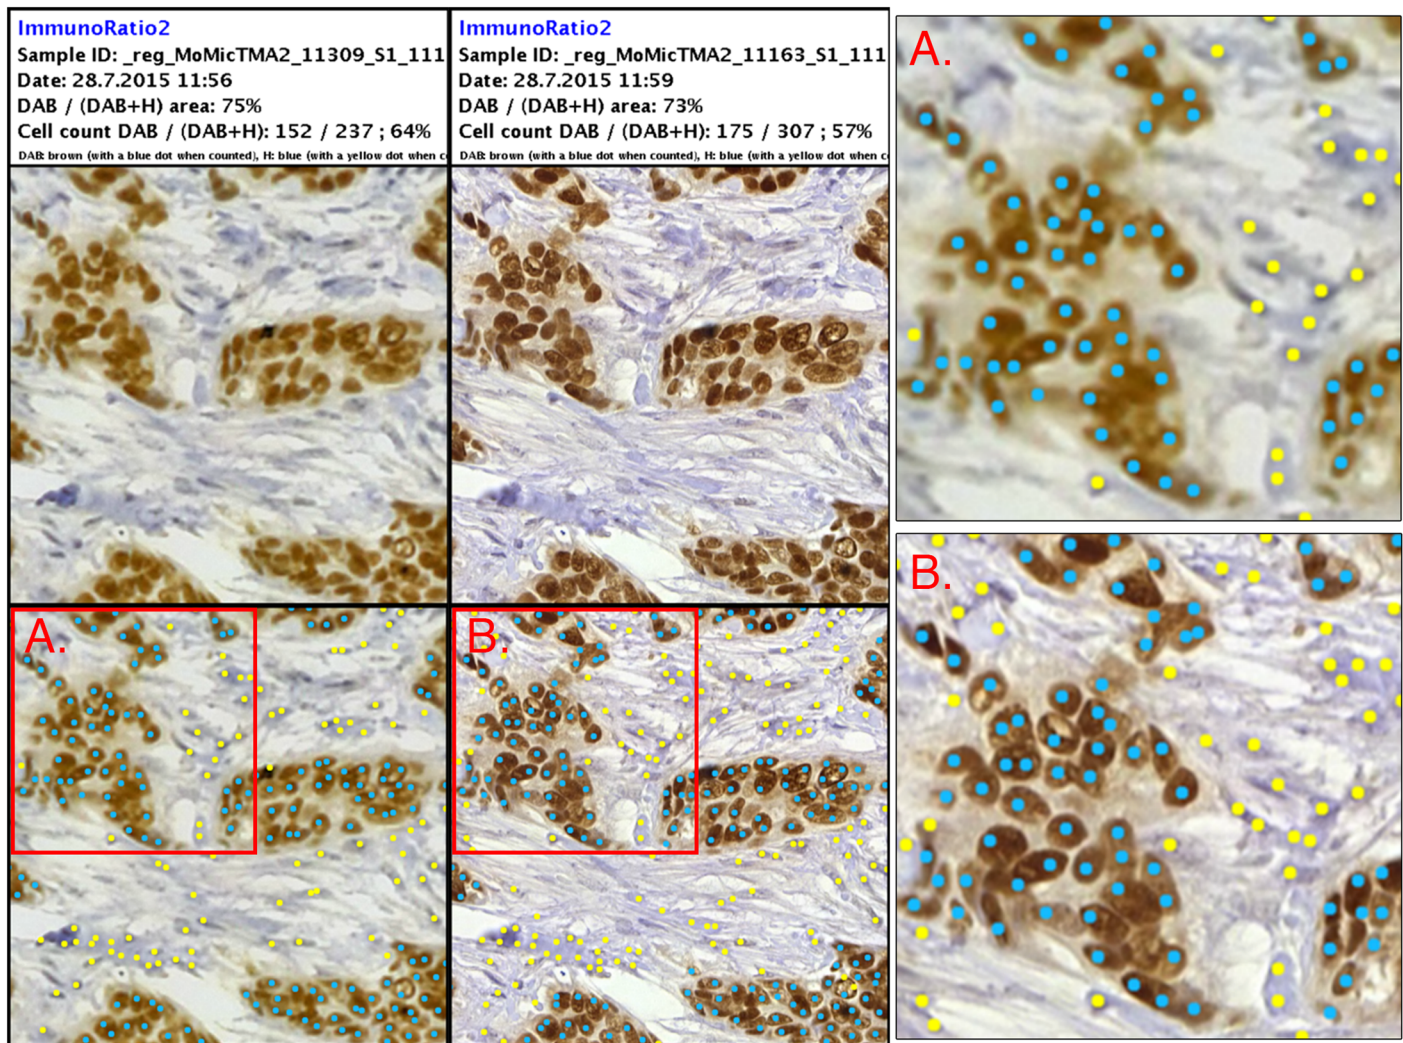 ImmunoRatio2
Sample ID: _reg_MoMicTMA2_11309_S1_111
Date: 28.7.2015 11:56
DAB / (DAB+H) area: 75%
Cell count DAB / (DAB+H): 152 / 237 ; 64%
DAB: brown (with a blue dot when counted), H: blue (with a yellow dot when c
ImmunoRatio2
Sample ID: _reg_MoMicTMA2_11163_S1_111
Date: 28.7.2015 11:59
DAB / (DAB+H) area: 73%
Cell count DAB / (DAB+H): 175 / 307 ; 57%
DAB: brown (with a blue dot when counted), H: blue (with a yellow dot when c
A.
B.
A.
B.